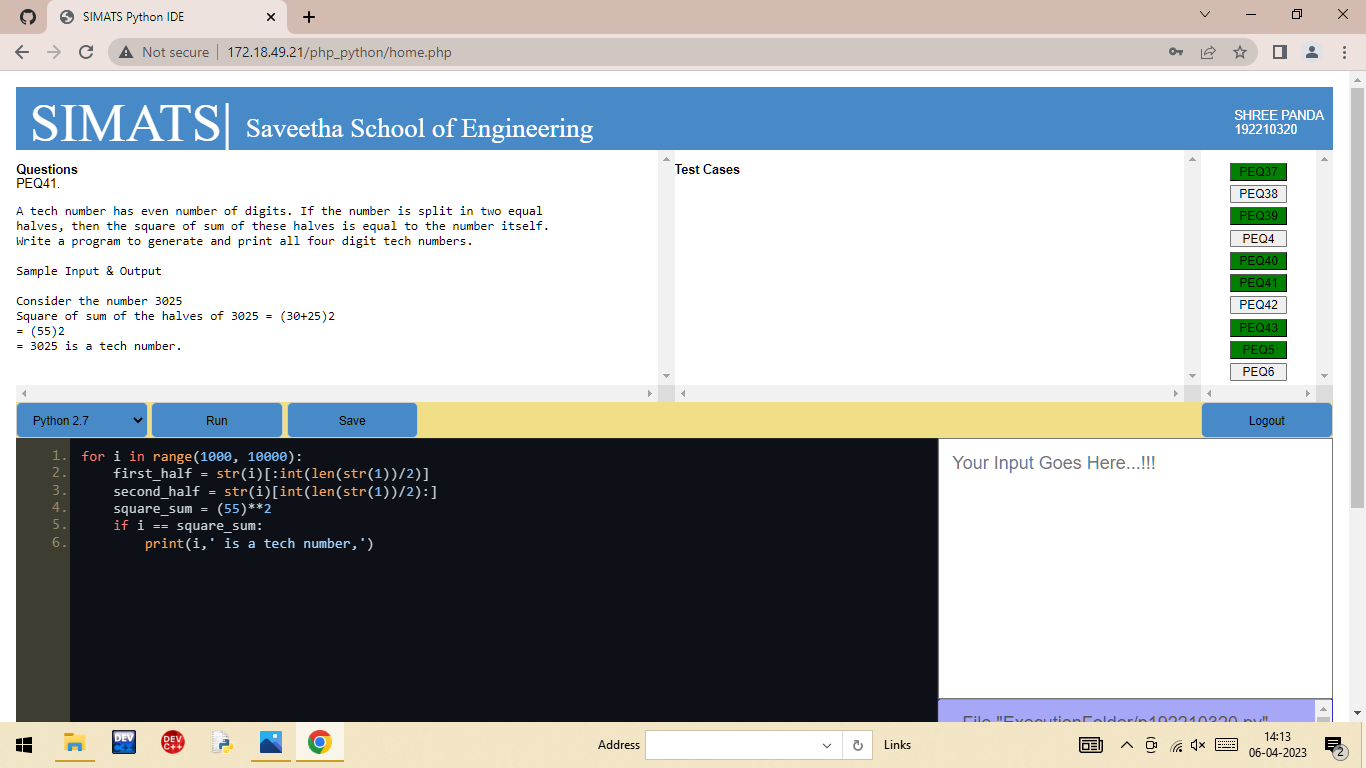 SIMATS Python IDE
Not secure
172.18.49.21/php_python/home.php
SIMATS|
Saveetha School of Engineering
SHREE PANDA
192210320
Questions
PEQ41.
A tech number has even number of digits. If the number is split in two equal
halves, then the square of sum of these halves is equal to the number itself.
Write a program to generate and print all four digit tech numbers.
Sample Input & Output
Consider the number 3025
Square of sum of the halves of 3025 = (30+25)2
= (55)2
= 3025 is a tech number.
Test Cases
PEQ37
PEQ38
PEQ39
PEQ4
PEQ40
PEQ41
PEQ42
PEQ43
PEQ5
PEQ6
Python 2.7
Run
Save
Logout
1. for i in range(1000, 10000):
2. first_half = str(i)[:int(len(str(1))/2)]
3. second_half = str(i)[int(len(str(1))/2):]
4. square_sum = (55)**2
5. if i == square_sum:
6. print(i,' is a tech number,')
Your Input Goes Here...!!!
File "ExecutionFolder/p192210320.py"
DEV
C++
DEV
C++
Address
Links
14:13
06-04-2023
2